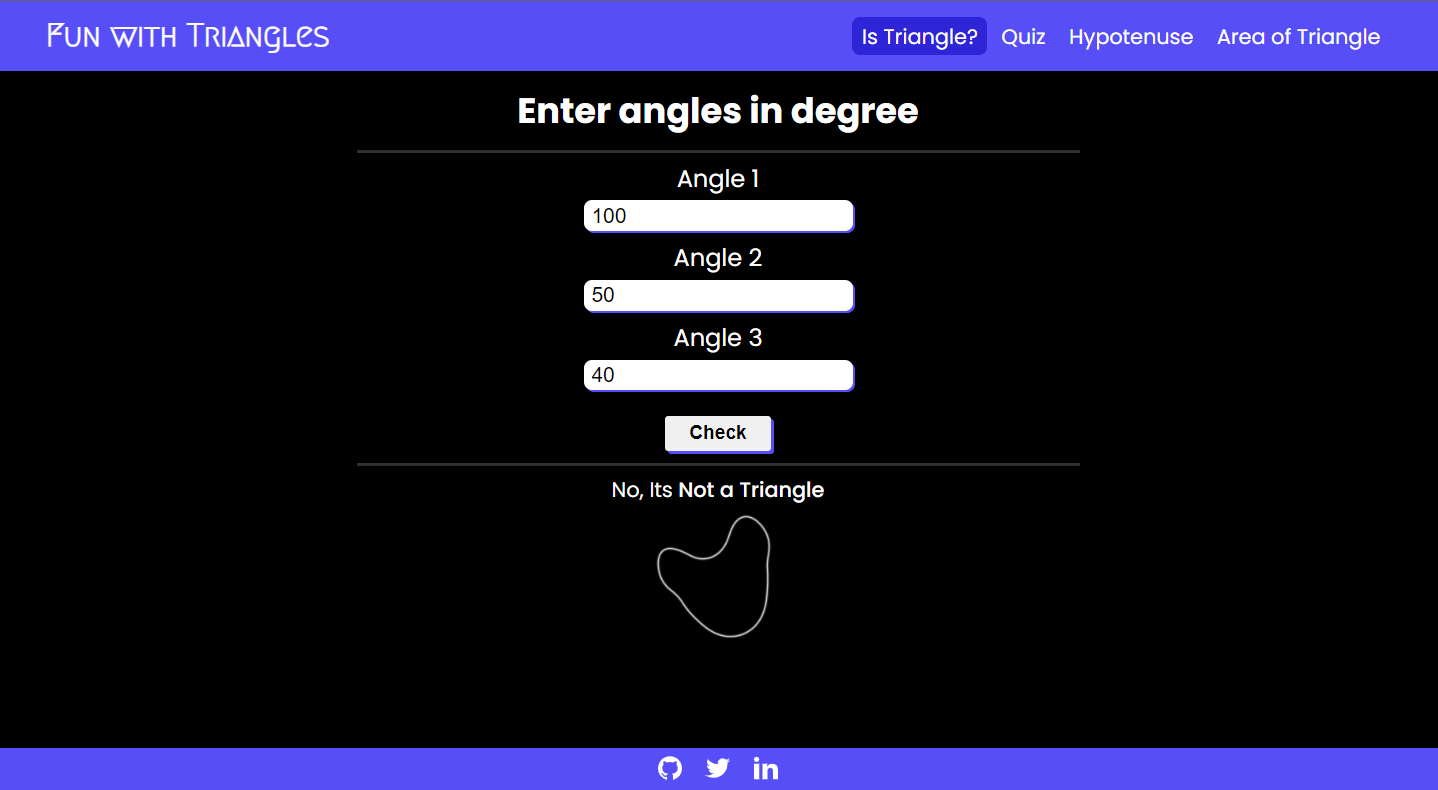 Fun with Triangles
Is Triangle? Quiz Hypotenuse Area of Triangle
Enter angles in degree
Angle 1
100
Angle 2
50
Angle 3
40
Check
No, Its Not a Triangle